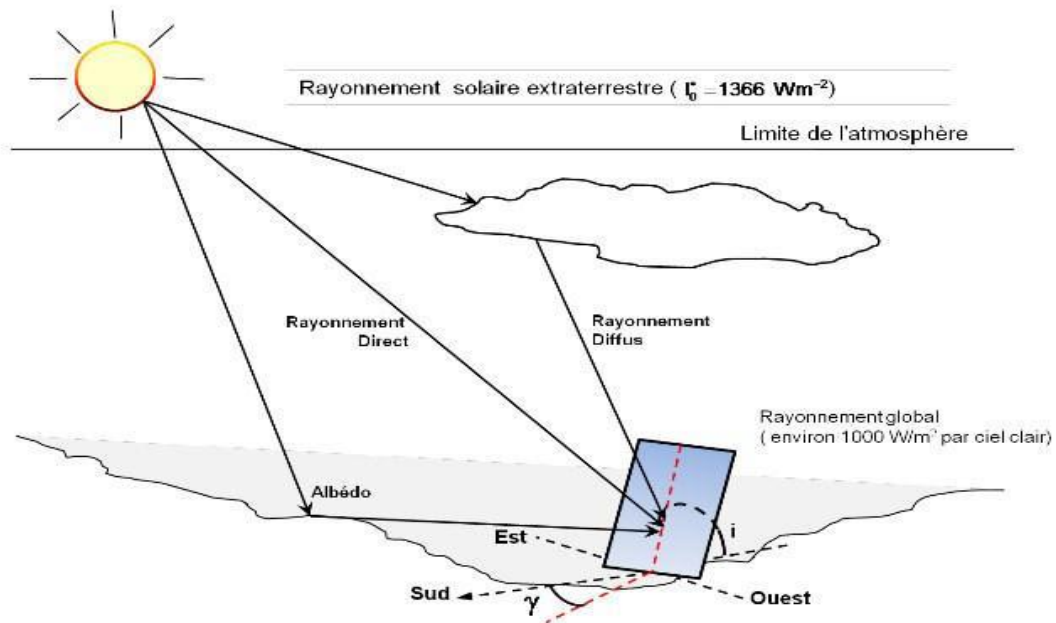 Rayonnement solaire extraterrestre ( I₀* =1366 Wm⁻²)
Limite de l'atmosphère
Rayonnement
Direct
Rayonnement
Diffus
Rayonnement global
( environ 1000 W/m² par ciel clair)
Albédo
Est
i
Sud
γ
Ouest